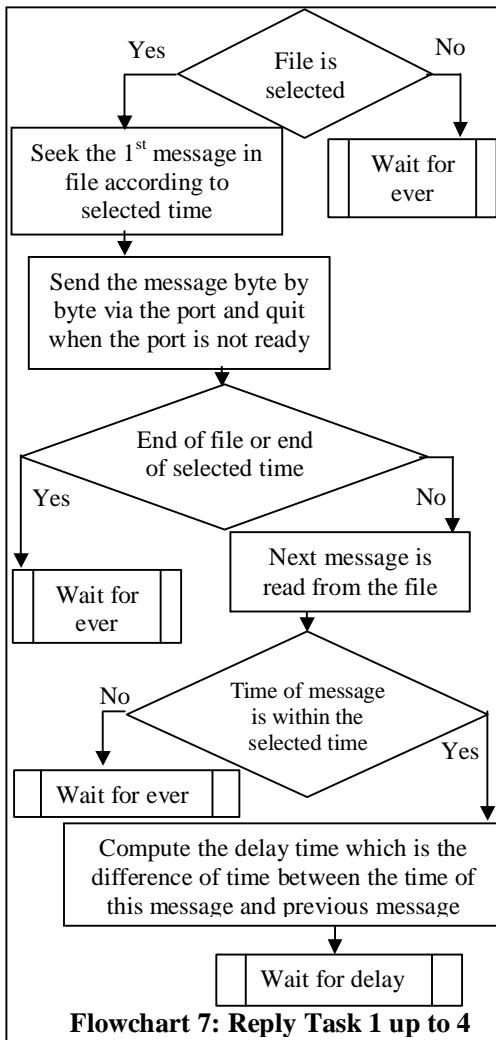 Yes
No
File is
selected
Seek the 1st message in
file according to
selected time
Wait for
ever
Send the message byte by
byte via the port and quit
when the port is not ready
End of file or end
of selected time
Yes
No
Wait for
ever
Next message is
read from the file
No
Time of message
is within the
selected time
Yes
Wait for ever
Compute the delay time which is the
difference of time between the time of
this message and previous message
Wait for delay
Flowchart 7: Reply Task 1 up to 4